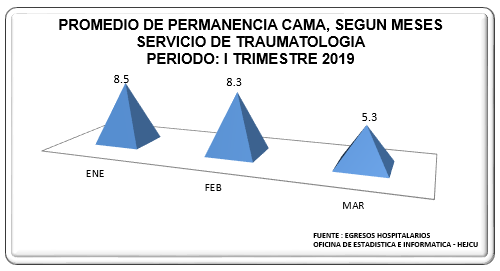 PROMEDIO DE PERMANENCIA CAMA, SEGUN MESES
SERVICIO DE TRAUMATOLOGIA
PERIODO: I TRIMESTRE 2019
8.5
8.3
5.3
ENE
FEB
MAR
FUENTE : EGRESOS HOSPITALARIOS
OFICINA DE ESTADISTICA E INFORMATICA - HEJCU